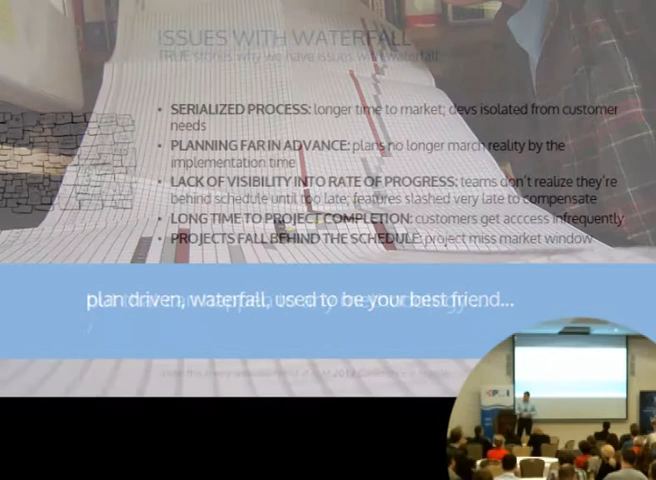 ISSUES WITH WATERFALL
TRUE stories why we have issues w/ waterfall
• SERIALIZED PROCESS: longer time to market; devs isolated from customer
needs
• PLANNING FAR IN ADVANCE: plans no longer march reality by the
implementation time
• LACK OF VISIBILITY INTO RATE OF PROGRESS: teams don't realize they're
behind schedule until too late; features slashed very late to compensate
• LONG TIME TO PROJECT COMPLETION: customers get acccess infrequently
• PROJECTS FALL BEHIND THE SCHEDULE: project miss market window
plan driven, waterfall, used to be your best friend...